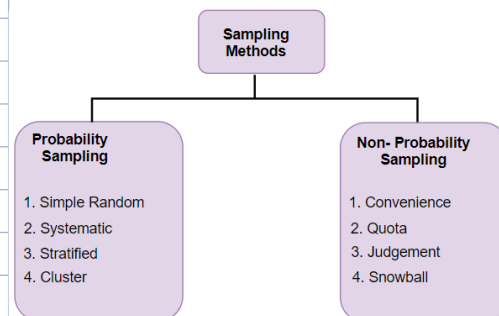 Sampling
Methods
Probability
Sampling
1. Simple Random
2. Systematic
3. Stratified
4. Cluster
Non- Probability
Sampling
1. Convenience
2. Quota
3. Judgement
4. Snowball